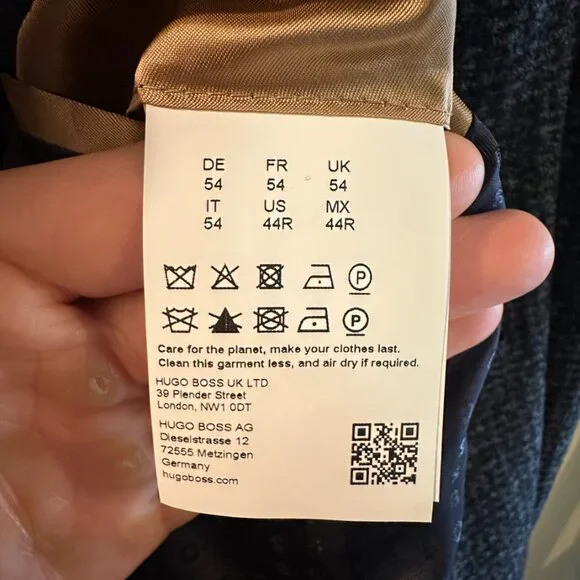 DE FR UK
54 54 54
IT US MX
54 44R 44R
P
P
Care for the planet, make your clothes last.
Clean this garment less, and air dry if required.
HUGO BOSS UK LTD
39 Plender Street
London, NW1 0DT
HUGO BOSS AG
Dieselstrasse 12
72555 Metzingen
Germany
hugoboss.com